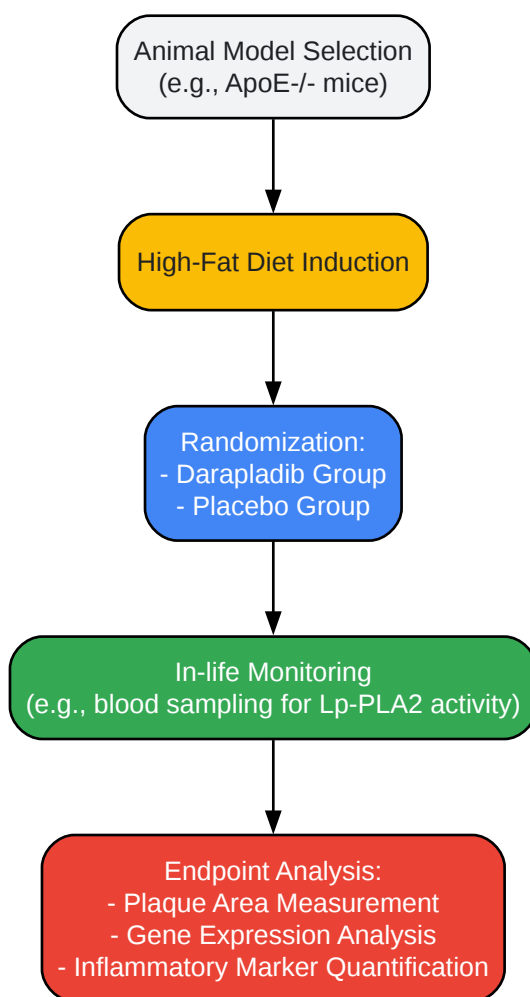 Animal Model Selection
(e.g., ApoE-/- mice)
High-Fat Diet Induction
Randomization:
- Darapladib Group
- Placebo Group
In-life Monitoring
(e.g., blood sampling for Lp-PLA2 activity)
Endpoint Analysis:
- Plaque Area Measurement
- Gene Expression Analysis
- Inflammatory Marker Quantification